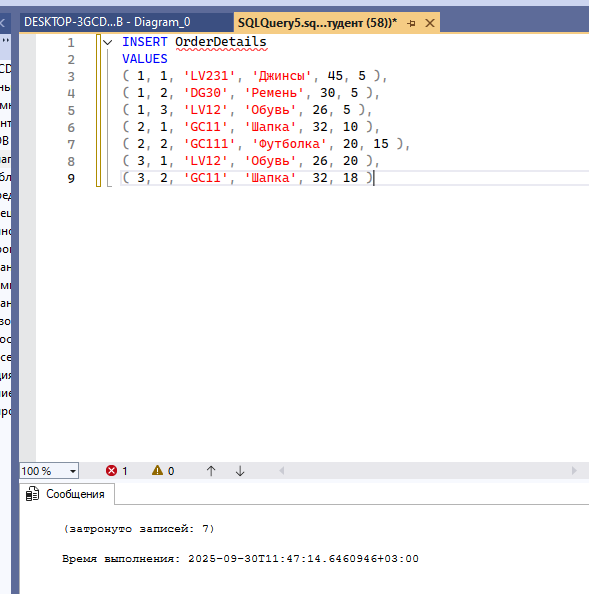 DESKTOP-3GCD...B - Diagram_0
SQLQuery5.sq...тудент (58))*
1 INSERT OrderDetails
2 VALUES
3 ( 1, 1, 'LV231', 'Джинсы', 45, 5 ),
4 ( 1, 2, 'DG30', 'Ремень', 30, 5 ),
5 ( 1, 3, 'LV12', 'Обувь', 26, 5 ),
6 ( 2, 1, 'GC11', 'Шапка', 32, 10 ),
7 ( 2, 2, 'GC111', 'Футболка', 20, 15 ),
8 ( 3, 1, 'LV12', 'Обувь', 26, 20 ),
9 ( 3, 2, 'GC11', 'Шапка', 32, 18 )
100 % 1 0
Сообщения
(затронуто записей: 7)
Время выполнения: 2025-09-30T11:47:14.6460946+03:00